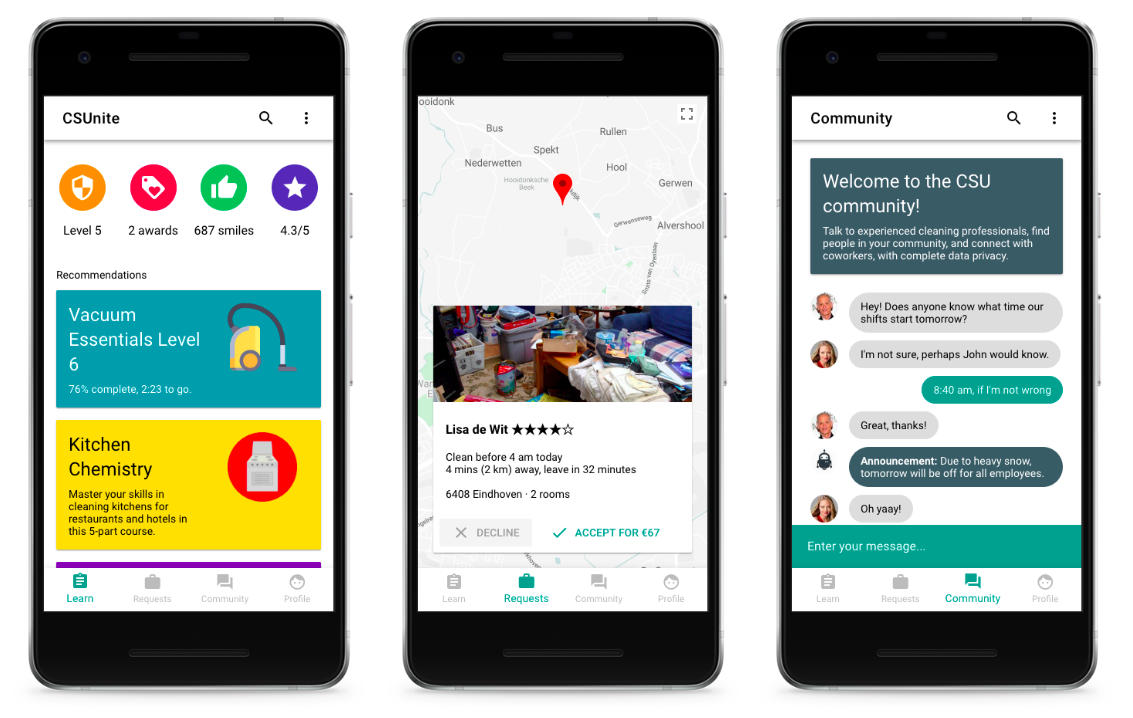 CSUnite
Level 5
2 awards
687 smiles
4.3/5
Recommendations
Vacuum
Essentials Level
6
76% complete, 2:23 to go.
Kitchen
Chemistry
Master your skills in
cleaning kitchens for
restaurants and hotels in
this 5-part course.
Learn
Requests
Community
Profile
ooidonk
Bus
Rullen
Spekt
Nederwetten
Hool
Hooidonksche
Beek
Gerwen
Gerwenseweg
Alvershool
Lisa de Wit ★★★★☆
Clean before 4 am today
4 mins (2 km) away, leave in 32 minutes
6408 Eindhoven · 2 rooms
DECLINE
ACCEPT FOR €67
Learn
Requests
Community
Profile
Community
Welcome to the CSU
community!
Talk to experienced cleaning professionals, find
people in your community, and connect with
coworkers, with complete data privacy.
Hey! Does anyone know what time our
shifts start tomorrow?
I'm not sure, perhaps John would know.
8:40 am, if I'm not wrong
Great, thanks!
Announcement: Due to heavy snow,
tomorrow will be off for all employees.
Oh yaay!
Enter your message...
Learn
Requests
Community
Profile